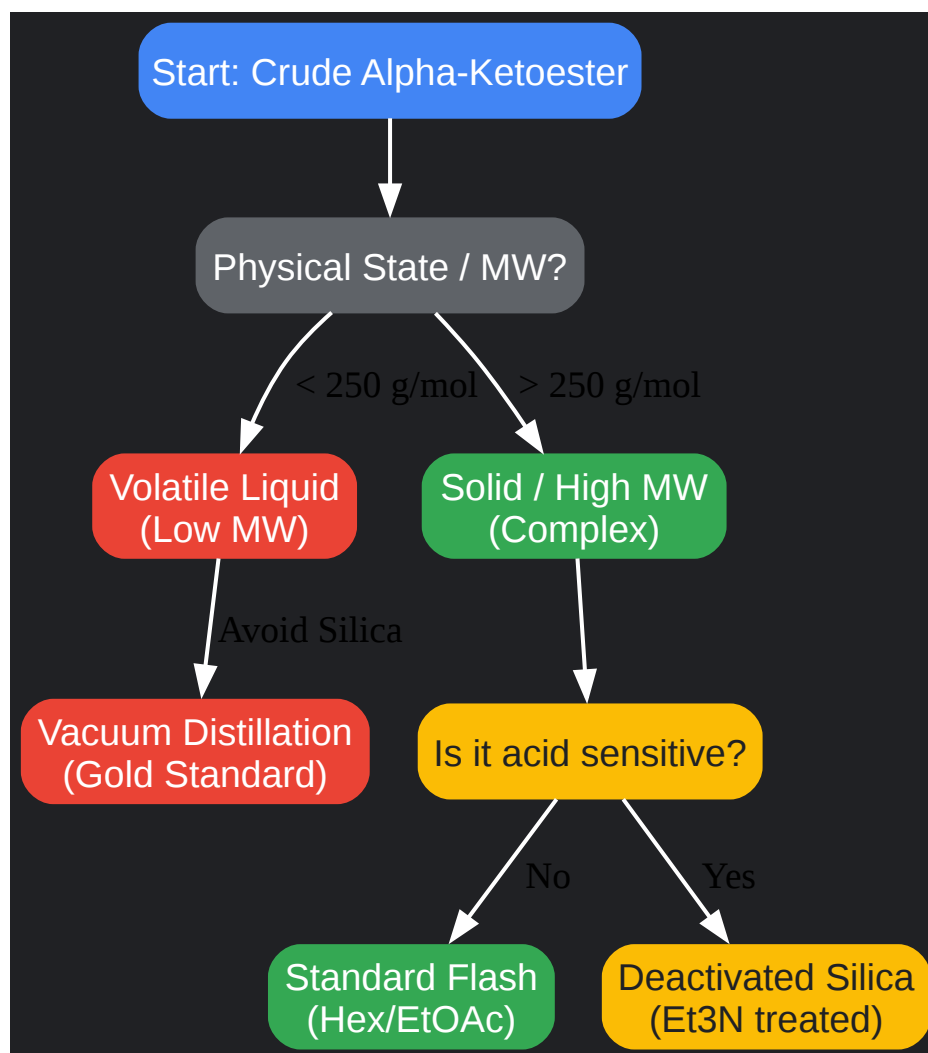 Start: Crude Alpha-Ketoester
Physical State / MW?
< 250 g/mol
> 250 g/mol
Volatile Liquid
(Low MW)
Solid / High MW
(Complex)
Avoid Silica
Vacuum Distillation
(Gold Standard)
Is it acid sensitive?
No
Yes
Standard Flash
(Hex/EtOAc)
Deactivated Silica
(Et3N treated)